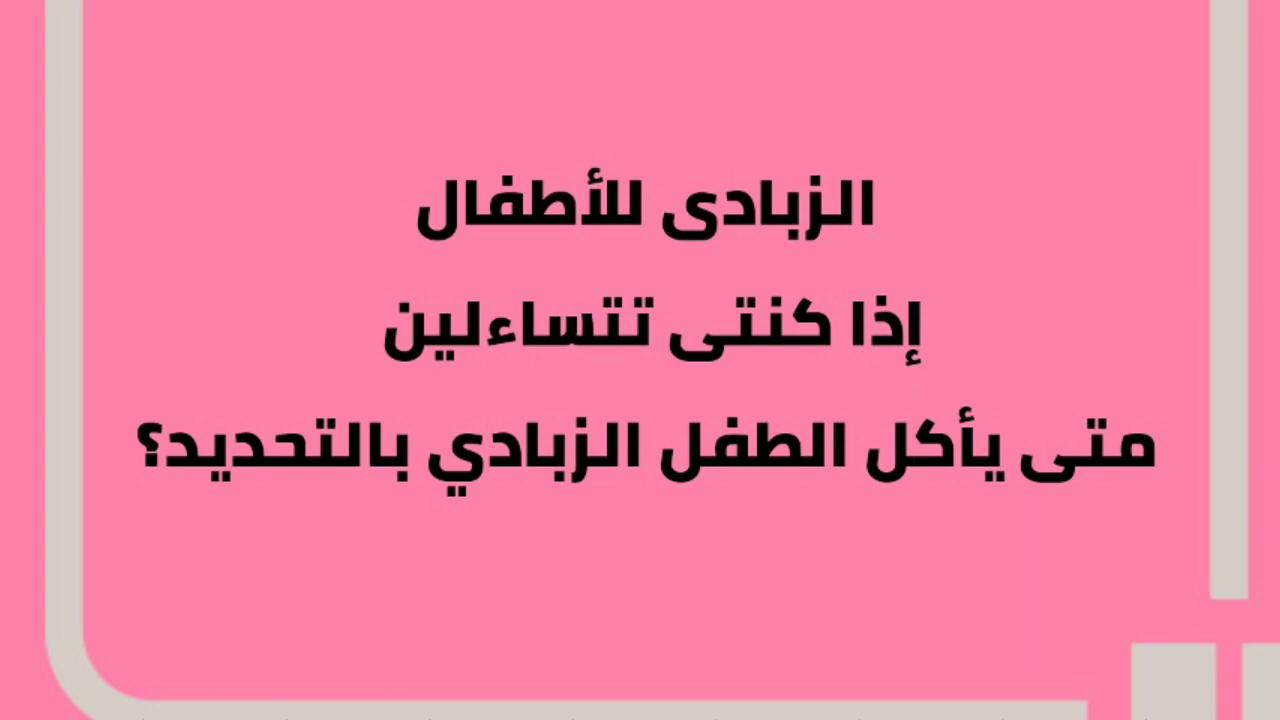 الزبادى للأطفال
إذا كنتى تتساءلين
متى يأكل الطفل الزبادي بالتحديد؟